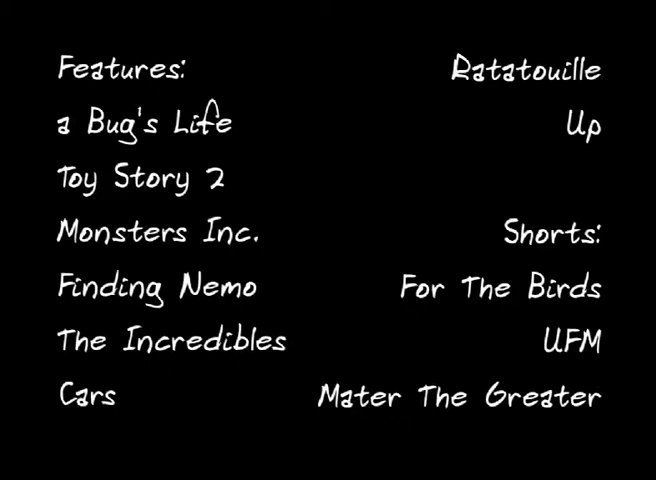 Features:
a Bug's Life
Toy Story 2
Monsters Inc.
Finding Nemo
The Incredibles
Cars
Ratatouille
Up
Shorts:
For The Birds
UFM
Mater The Greater